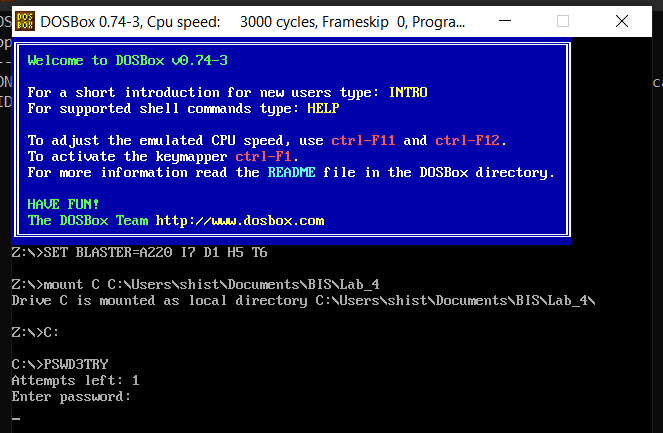 DOSBox 0.74-3, Cpu speed: 3000 cycles, Frameskip 0, Progra...
Welcome to DOSBox v0.74-3
For a short introduction for new users type: INTRO
For supported shell commands type: HELP
To adjust the emulated CPU speed, use ctrl-F11 and ctrl-F12.
To activate the keymapper ctrl-F1.
For more information read the README file in the DOSBox directory.
HAVE FUN!
The DOSBox Team http://www.dosbox.com
Z:\>SET BLASTER=A220 I7 D1 H5 T6
Z:\>mount C C:\Users\shist\Documents\BIS\Lab_4
Drive C is mounted as local directory C:\Users\shist\Documents\BIS\Lab_4\
Z:\>C:
C:\>PSWD3TRY
Attempts left: 1
Enter password:
_